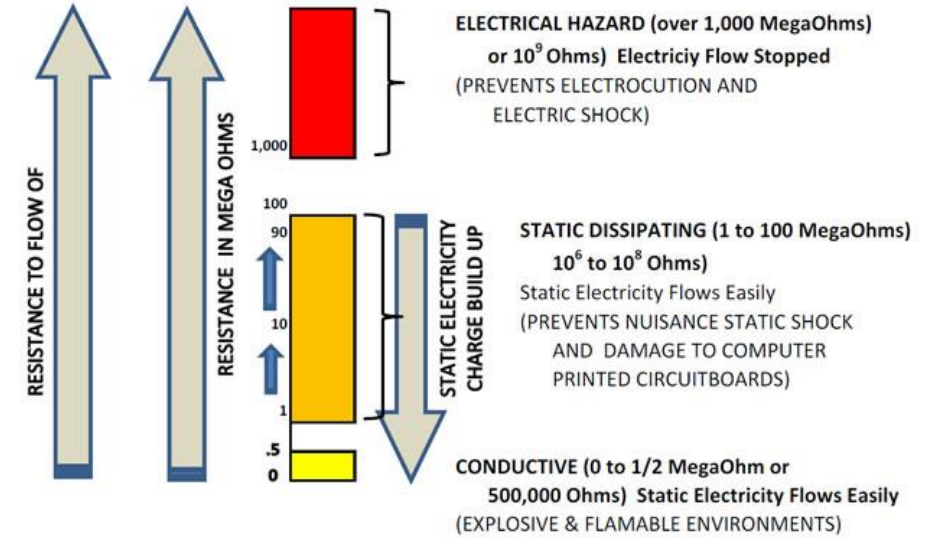 RESISTANCE TO FLOW OF
RESISTANCE IN MEGA OHMS
1,000
100
90
10
1
.5
0
ELECTRICAL HAZARD (over 1,000 MegaOhms)
or 10⁹ Ohms) Electriciy Flow Stopped
(PREVENTS ELECTROCUTION AND
ELECTRIC SHOCK)
STATIC ELECTRICITY
CHARGE BUILD UP
STATIC DISSIPATING (1 to 100 MegaOhms)
10⁶ to 10⁸ Ohms)
Static Electricity Flows Easily
(PREVENTS NUISANCE STATIC SHOCK
AND DAMAGE TO COMPUTER
PRINTED CIRCUITBOARDS)
CONDUCTIVE (0 to 1/2 MegaOhm or
500,000 Ohms) Static Electricity Flows Easily
(EXPLOSIVE & FLAMABLE ENVIRONMENTS)